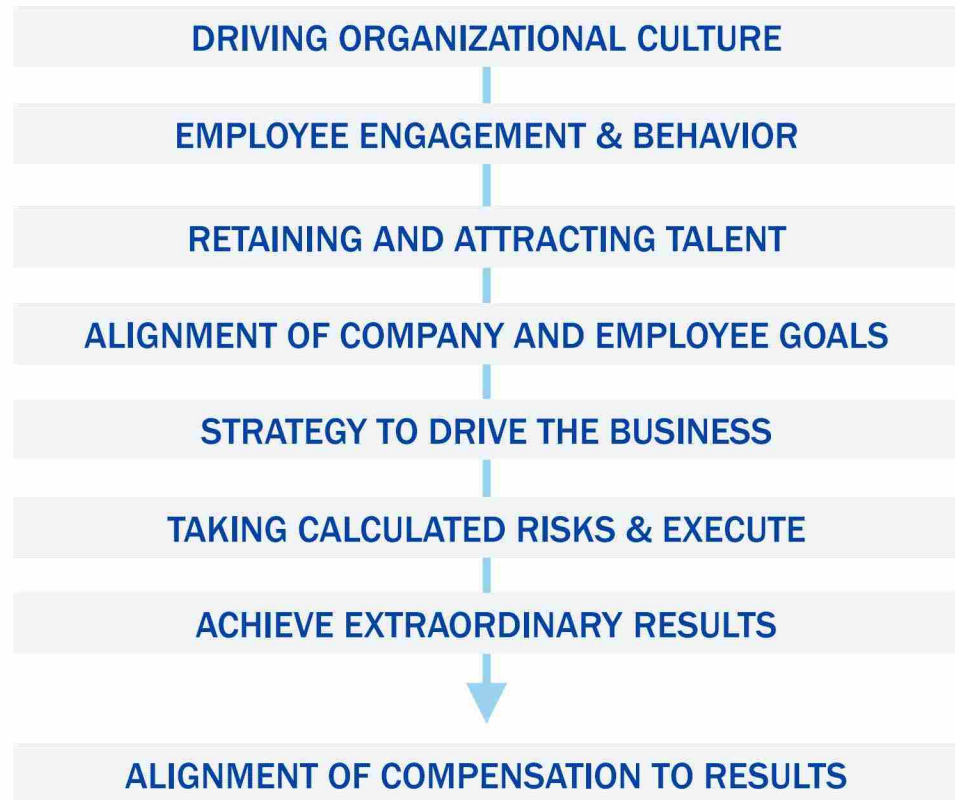 DRIVING ORGANIZATIONAL CULTURE
EMPLOYEE ENGAGEMENT & BEHAVIOR
RETAINING AND ATTRACTING TALENT
ALIGNMENT OF COMPANY AND EMPLOYEE GOALS
STRATEGY TO DRIVE THE BUSINESS
TAKING CALCULATED RISKS & EXECUTE
ACHIEVE EXTRAORDINARY RESULTS
ALIGNMENT OF COMPENSATION TO RESULTS